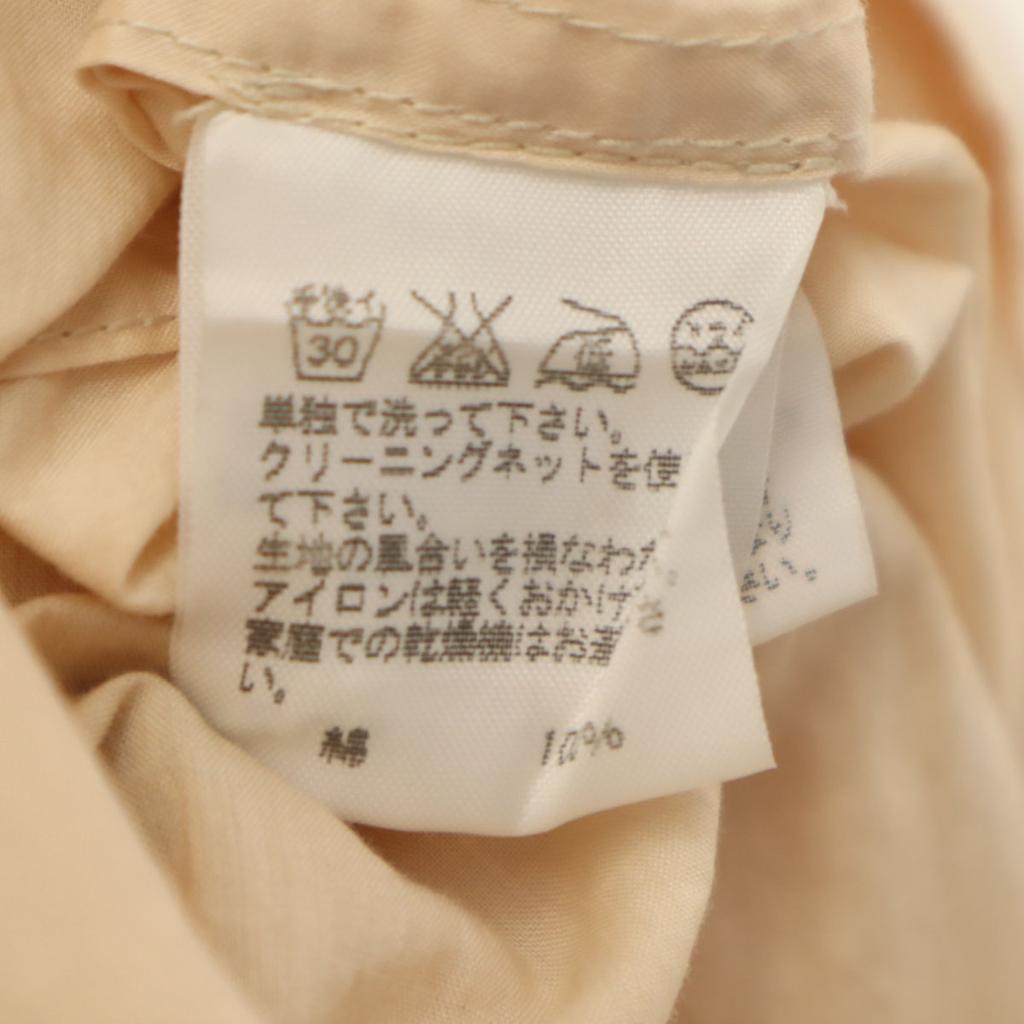 手洗イ
30
低
単独で洗って下さい。
クリーニングネットを使
て下さい。
生地の風合いを損なわ
アイロンは軽くおかけ
家庭での乾燥機はお避
い。
綿